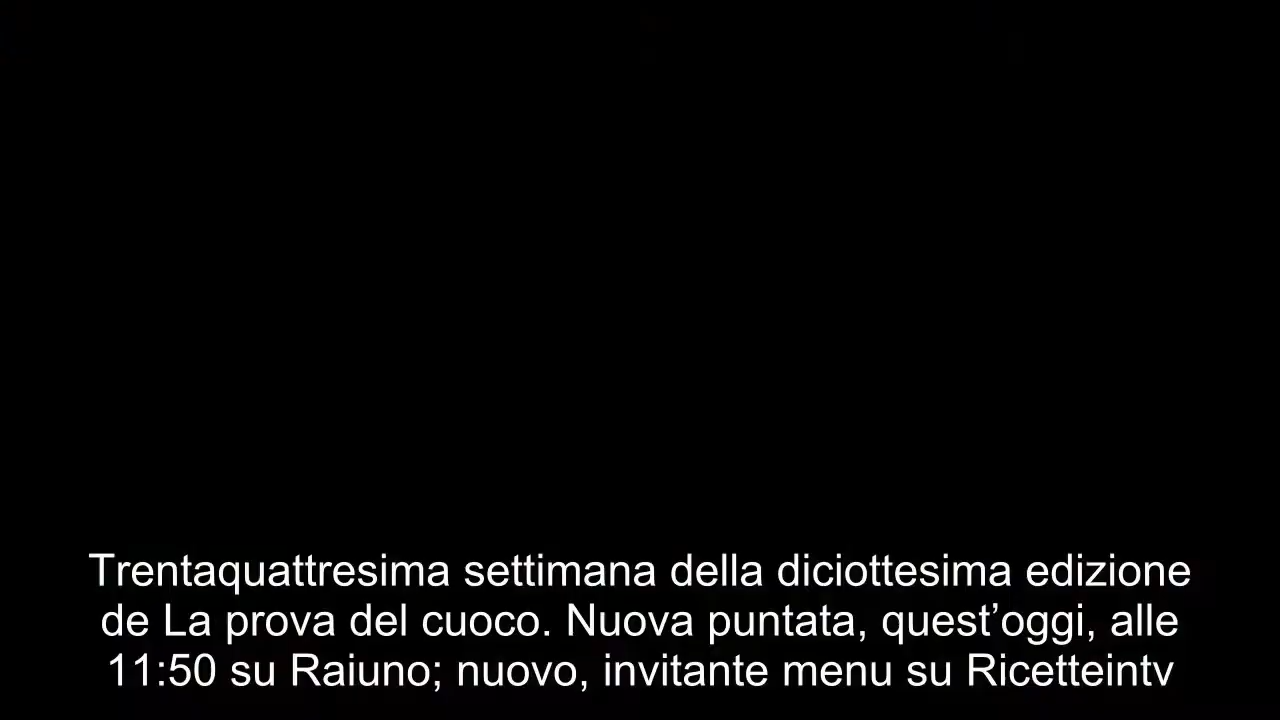 Trentaquattresima settimana della diciottesima edizione
de La prova del cuoco. Nuova puntata, quest’oggi, alle
11:50 su Raiuno; nuovo, invitante menu su Ricetteintv